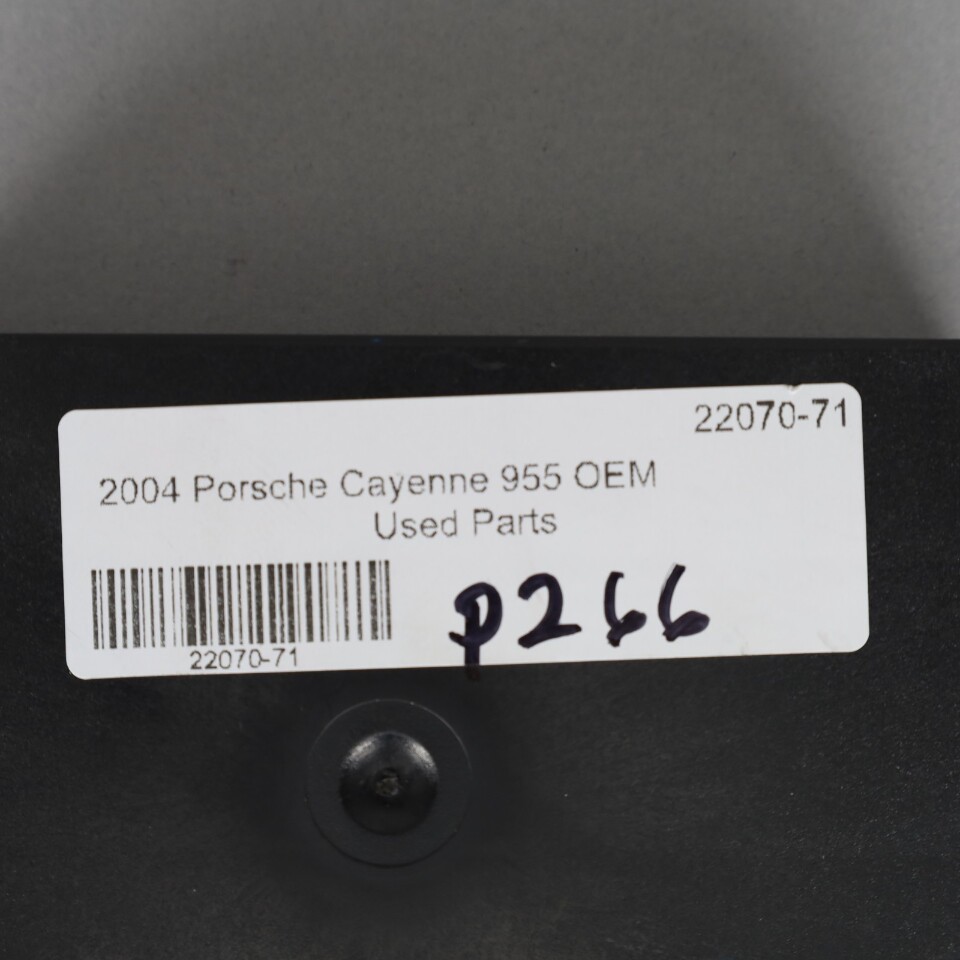 22070-71
2004 Porsche Cayenne 955 OEM
Used Parts
p266
22070-71